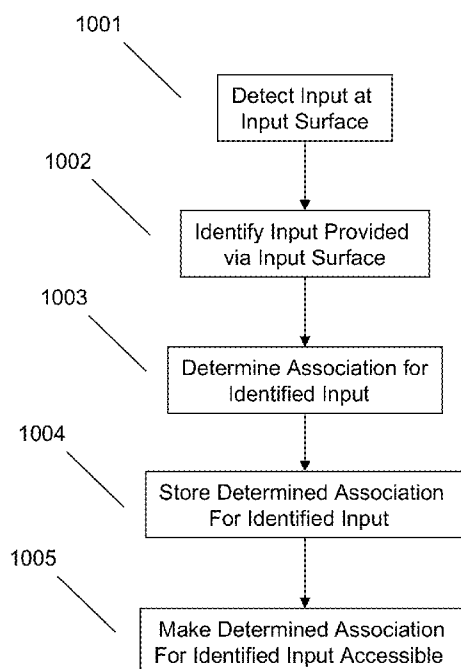 1001
Detect Input at
Input Surface
1002
Identify Input Provided
via Input Surface
1003
Determine Association for
Identified Input
1004
Store Determined Association
For Identified Input
1005
Make Determined Association
For Identified Input Accessible